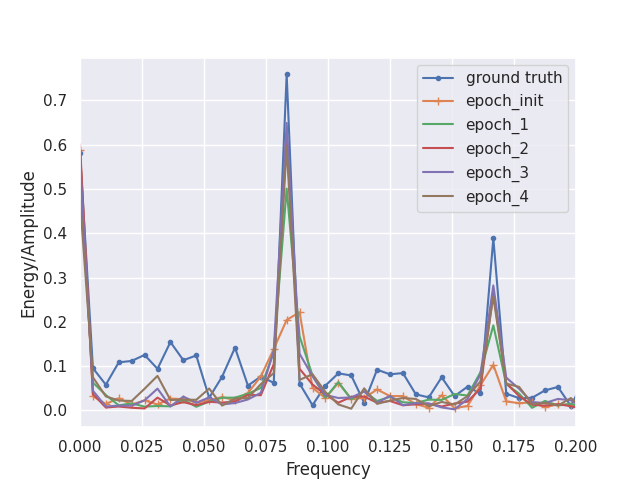 ground truth
epoch_init
epoch_1
epoch_2
epoch_3
epoch_4
Energy/Amplitude
0.7
0.6
0.5
0.4
0.3
0.2
0.1
0.0
0.000 0.025 0.050 0.075 0.100 0.125 0.150 0.175 0.200
Frequency